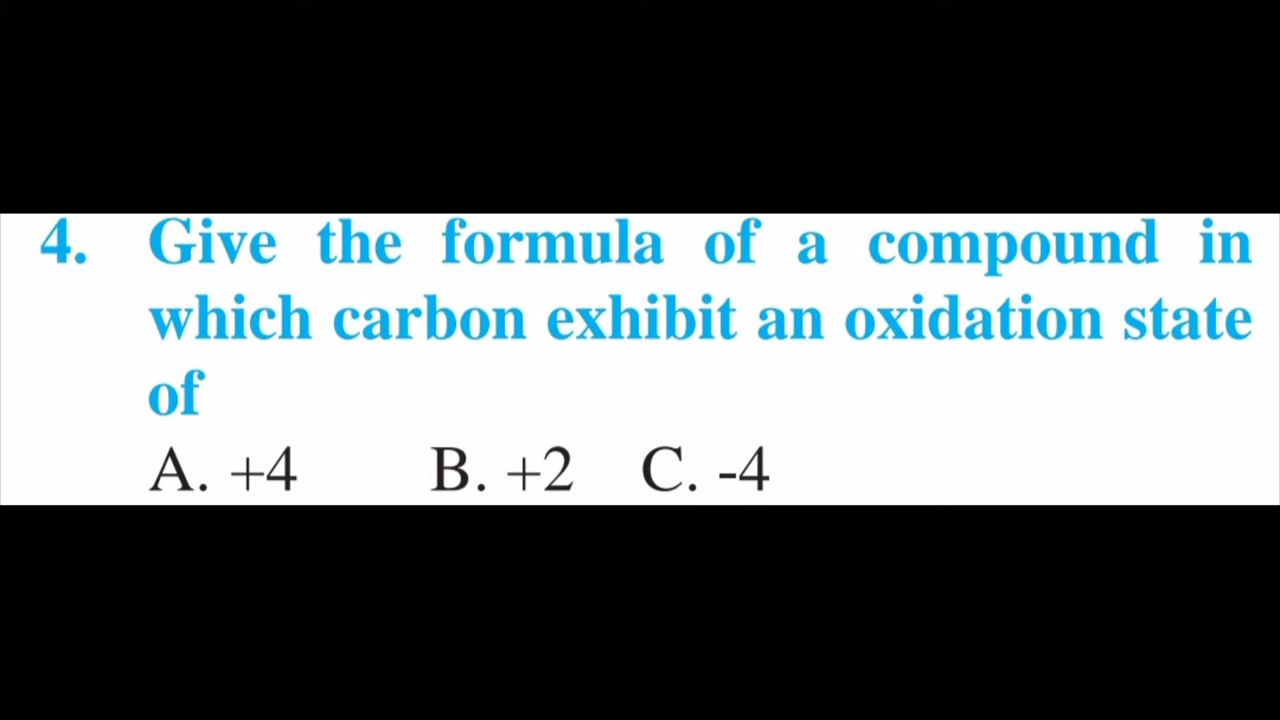 4. Give the formula of a compound in
which carbon exhibit an oxidation state
of
A. +4 B. +2 C. -4